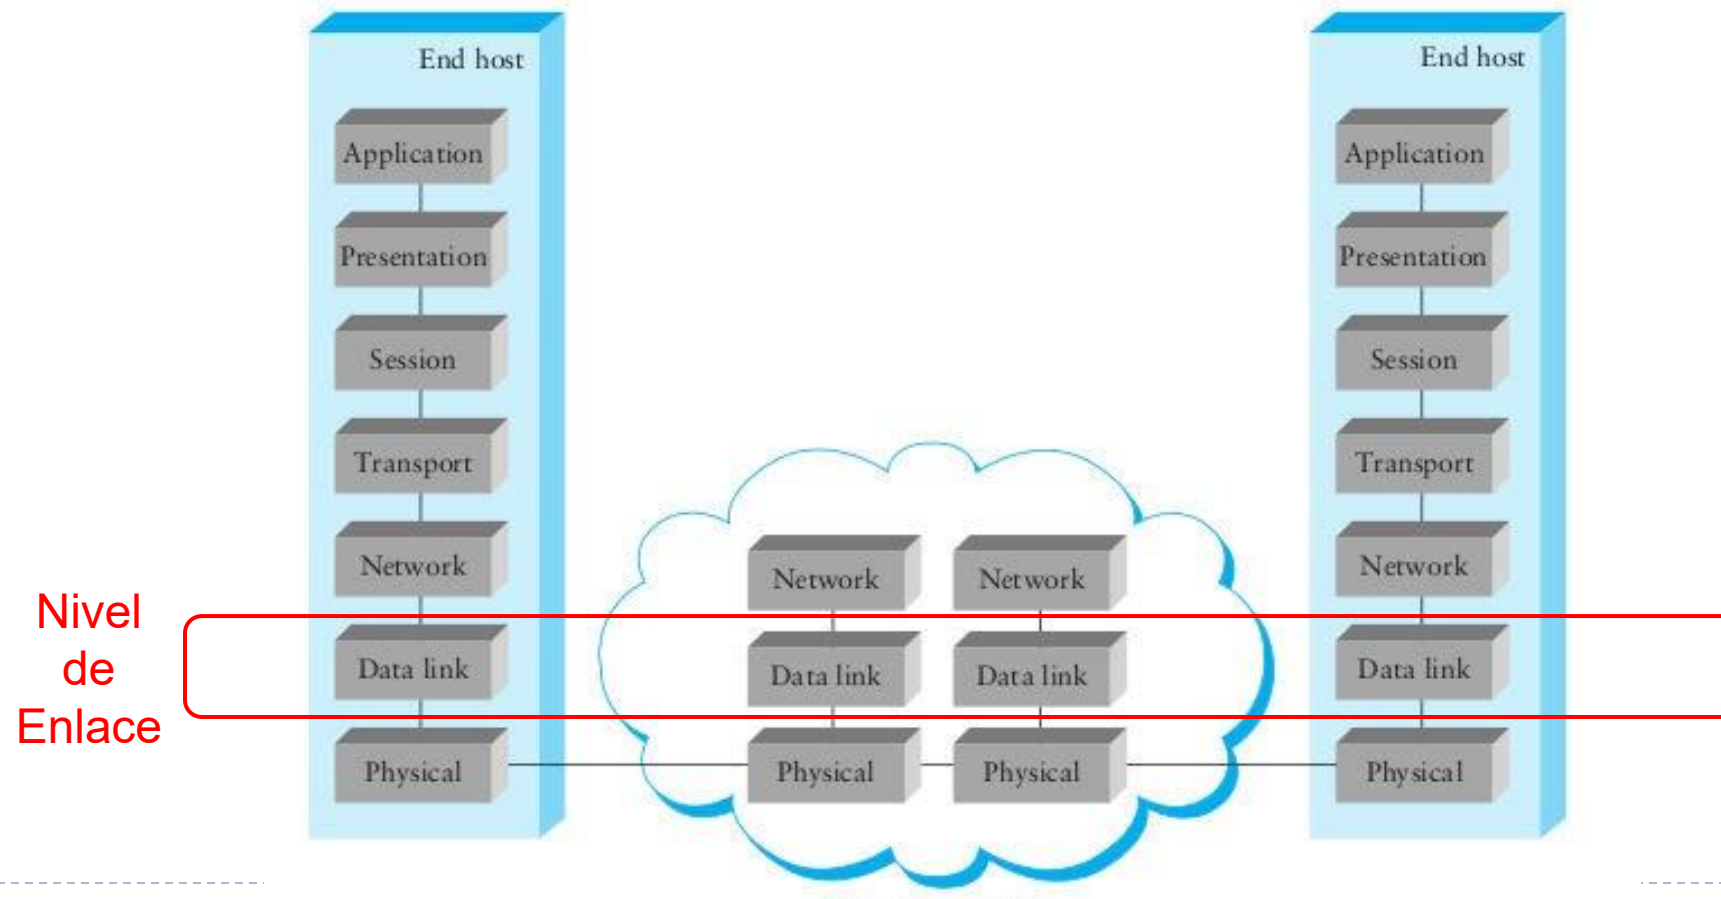 End host
Application
Presentation
Session
Transport
Network
Data link
Physical
Nivel
de
Enlace
Network
Data link
Physical
Network
Data link
Physical
End host
Application
Presentation
Session
Transport
Network
Data link
Physical